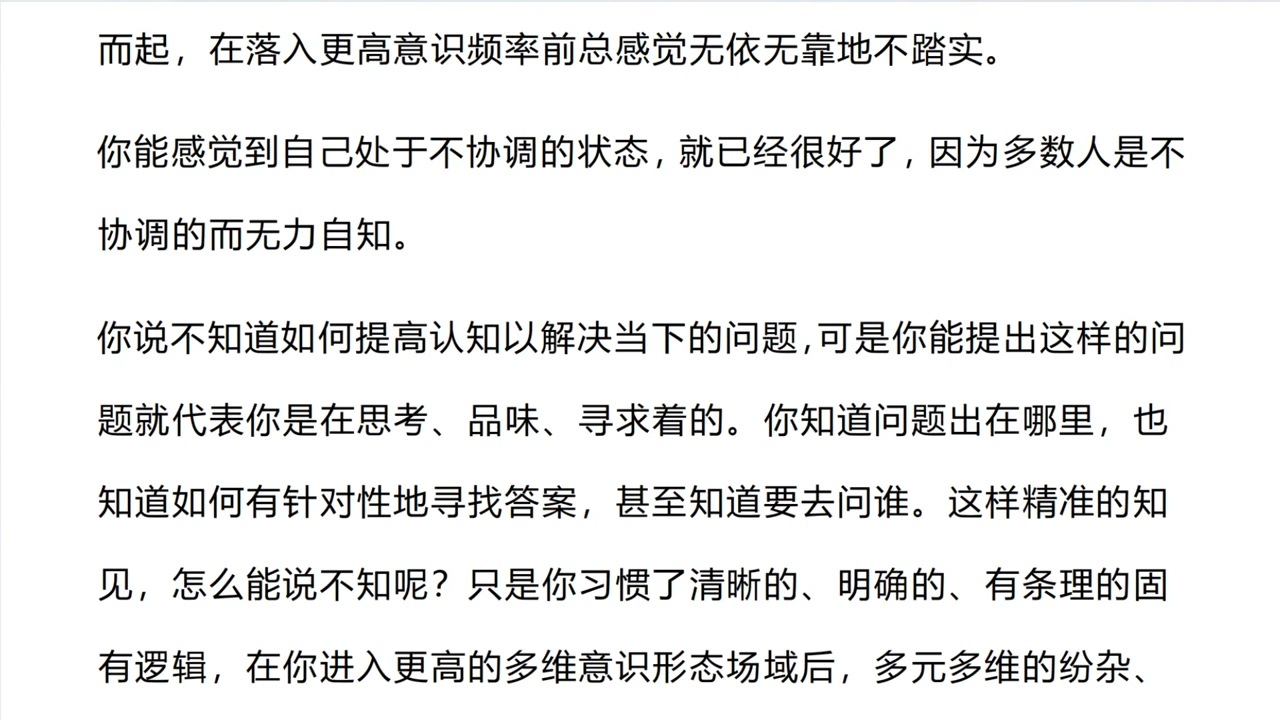 而起，在落入更高意识频率前总感觉无依无靠地不踏实。
你能感觉到自己处于不协调的状态，就已经很好了，因为多数人是不
协调的而无力自知。
你说不知道如何提高认知以解决当下的问题，可是你能提出这样的问
题就代表你是在思考、品味、寻求着的。你知道问题出在哪里，也
知道如何有针对性地寻找答案，甚至知道要去问谁。这样精准的知
见，怎么能说不知呢？只是你习惯了清晰的、明确的、有条理的固
有逻辑，在你进入更高的多维意识形态场域后，多元多维的纷杂、